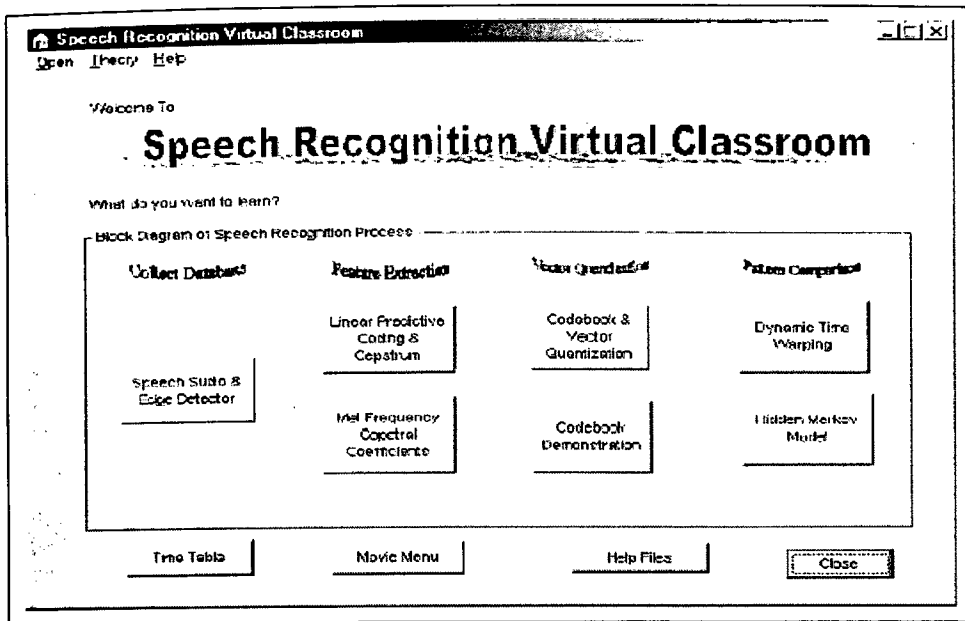 Speech Recognition Virtual Classroom
Open Theory Help
Welcome To
Speech Recognition Virtual Classroom
What do you want to learn?
Block Diagram of Speech Recognition Process
Collect Database Feature Extraction Vector Quantization Pattern Comparison
Linear Predictive
Coding &
Cepstrum
Codebook &
Vector
Quantization
Dynamic Time
Warping
Speech Studio &
Edge Detector
Mel Frequency
Cepstral
Coefficients
Codebook
Demonstration
Hidden Markov
Model
Time Table Movie Menu Help Files Close